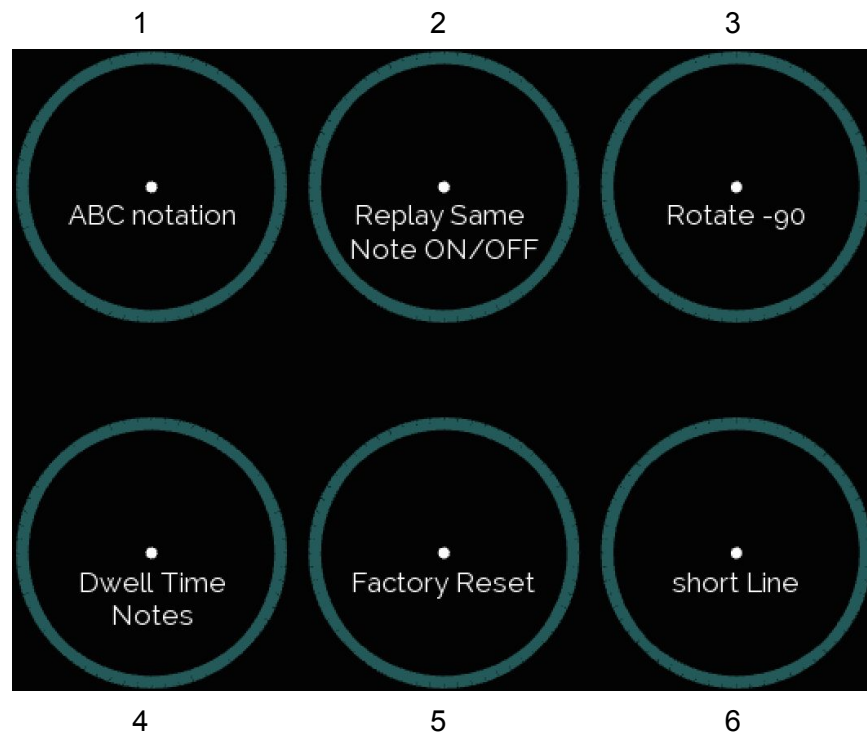 1 2 3
ABC notation
Replay Same
Note ON/OFF
Rotate -90
Dwell Time
Notes
Factory Reset
short Line
4 5 6